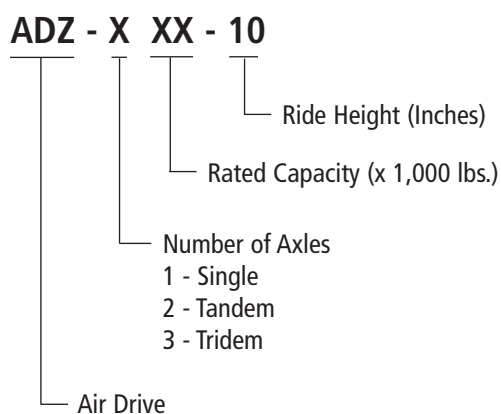 ADZ - X XX - 10
Ride Height (Inches)
Rated Capacity (x 1,000 lbs.)
Number of Axles
1 - Single
2 - Tandem
3 - Tridem
Air Drive